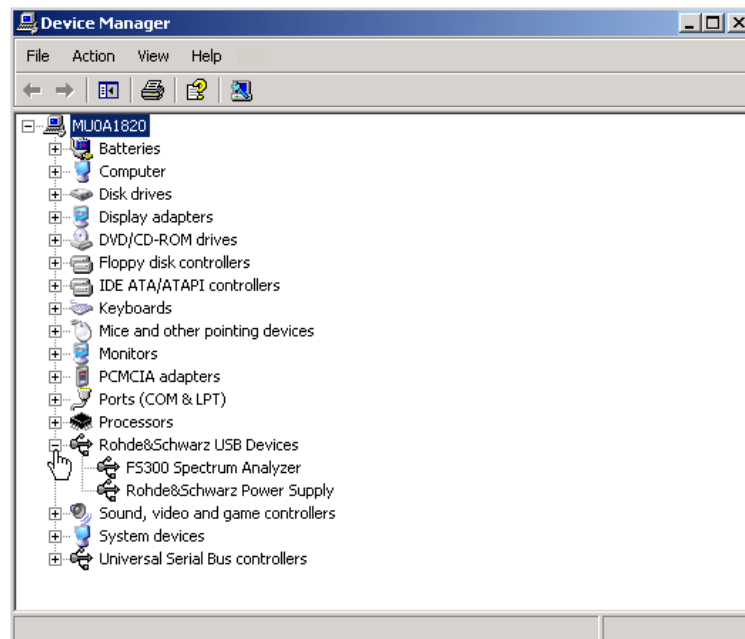 Device Manager
File Action View Help
MU0A1820
Batteries
Computer
Disk drives
Display adapters
DVD/CD-ROM drives
Floppy disk controllers
IDE ATA/ATAPI controllers
Keyboards
Mice and other pointing devices
Monitors
PCMCIA adapters
Ports (COM & LPT)
Processors
Rohde&Schwarz USB Devices
FS300 Spectrum Analyzer
Rohde&Schwarz Power Supply
Sound, video and game controllers
System devices
Universal Serial Bus controllers